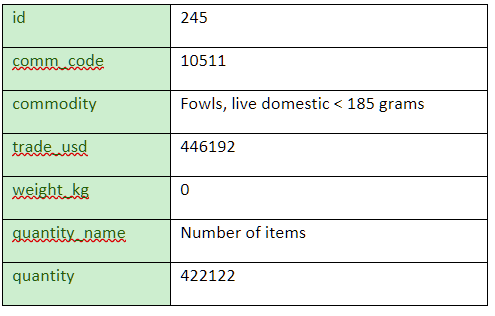 id 245
comm_code 10511
commodity Fowls, live domestic < 185 grams
trade_usd 446192
weight_kg 0
quantity_name Number of items
quantity 422122